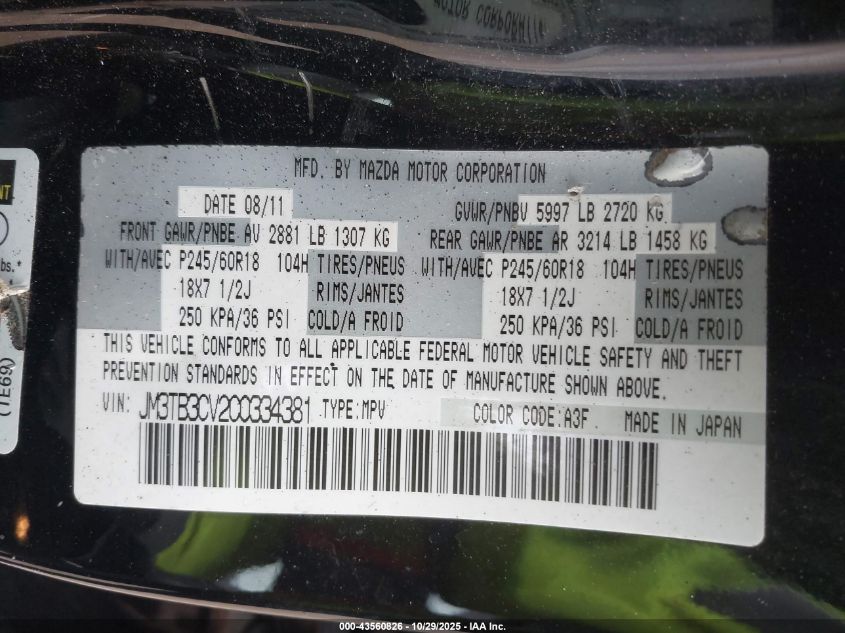 MFD. BY MAZDA MOTOR CORPORATION
DATE 08/11 GVWR/PNBV 5997 LB 2720 KG
FRONT GAWR/PNBE AV 2881 LB 1307 KG REAR GAWR/PNBE AR 3214 LB 1458 KG
WITH/AVEC P245/60R18 104H TIRES/PNEUS WITH/AVEC P245/60R18 104H TIRES/PNEUS
18X7 1/2J RIMS/JANTES 18X7 1/2J RIMS/JANTES
250 KPA/36 PSI COLD/A FROID 250 KPA/36 PSI COLD/A FROID
THIS VEHICLE CONFORMS TO ALL APPLICABLE FEDERAL MOTOR VEHICLE SAFETY AND THEFT
PREVENTION STANDARDS IN EFFECT ON THE DATE OF MANUFACTURE SHOWN ABOVE.
VIN: JM3TB3CV2C0334381 TYPE:MPV COLOR CODE:A3F MADE IN JAPAN
lbs.*
(1E69)
000-43560826 - 10/29/2025 - IAA Inc.